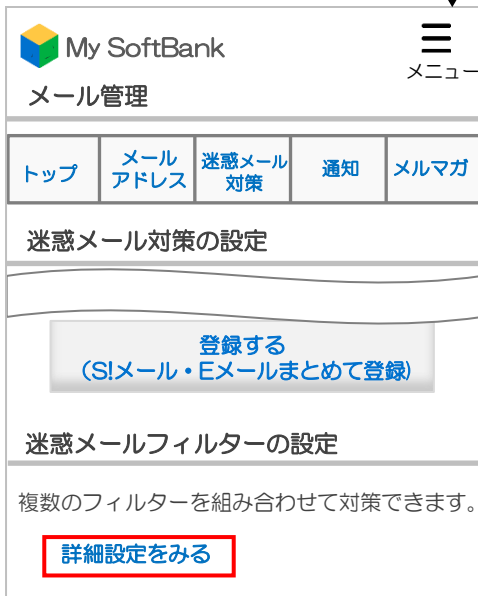 My SoftBank
メニュー
メール管理
トップ
メール
アドレス
迷惑メール
対策
通知
メルマガ
迷惑メール対策の設定
登録する
（S!メール・Eメールまとめて登録)
迷惑メールフィルターの設定
複数のフィルターを組み合わせて対策できます。
詳細設定をみる